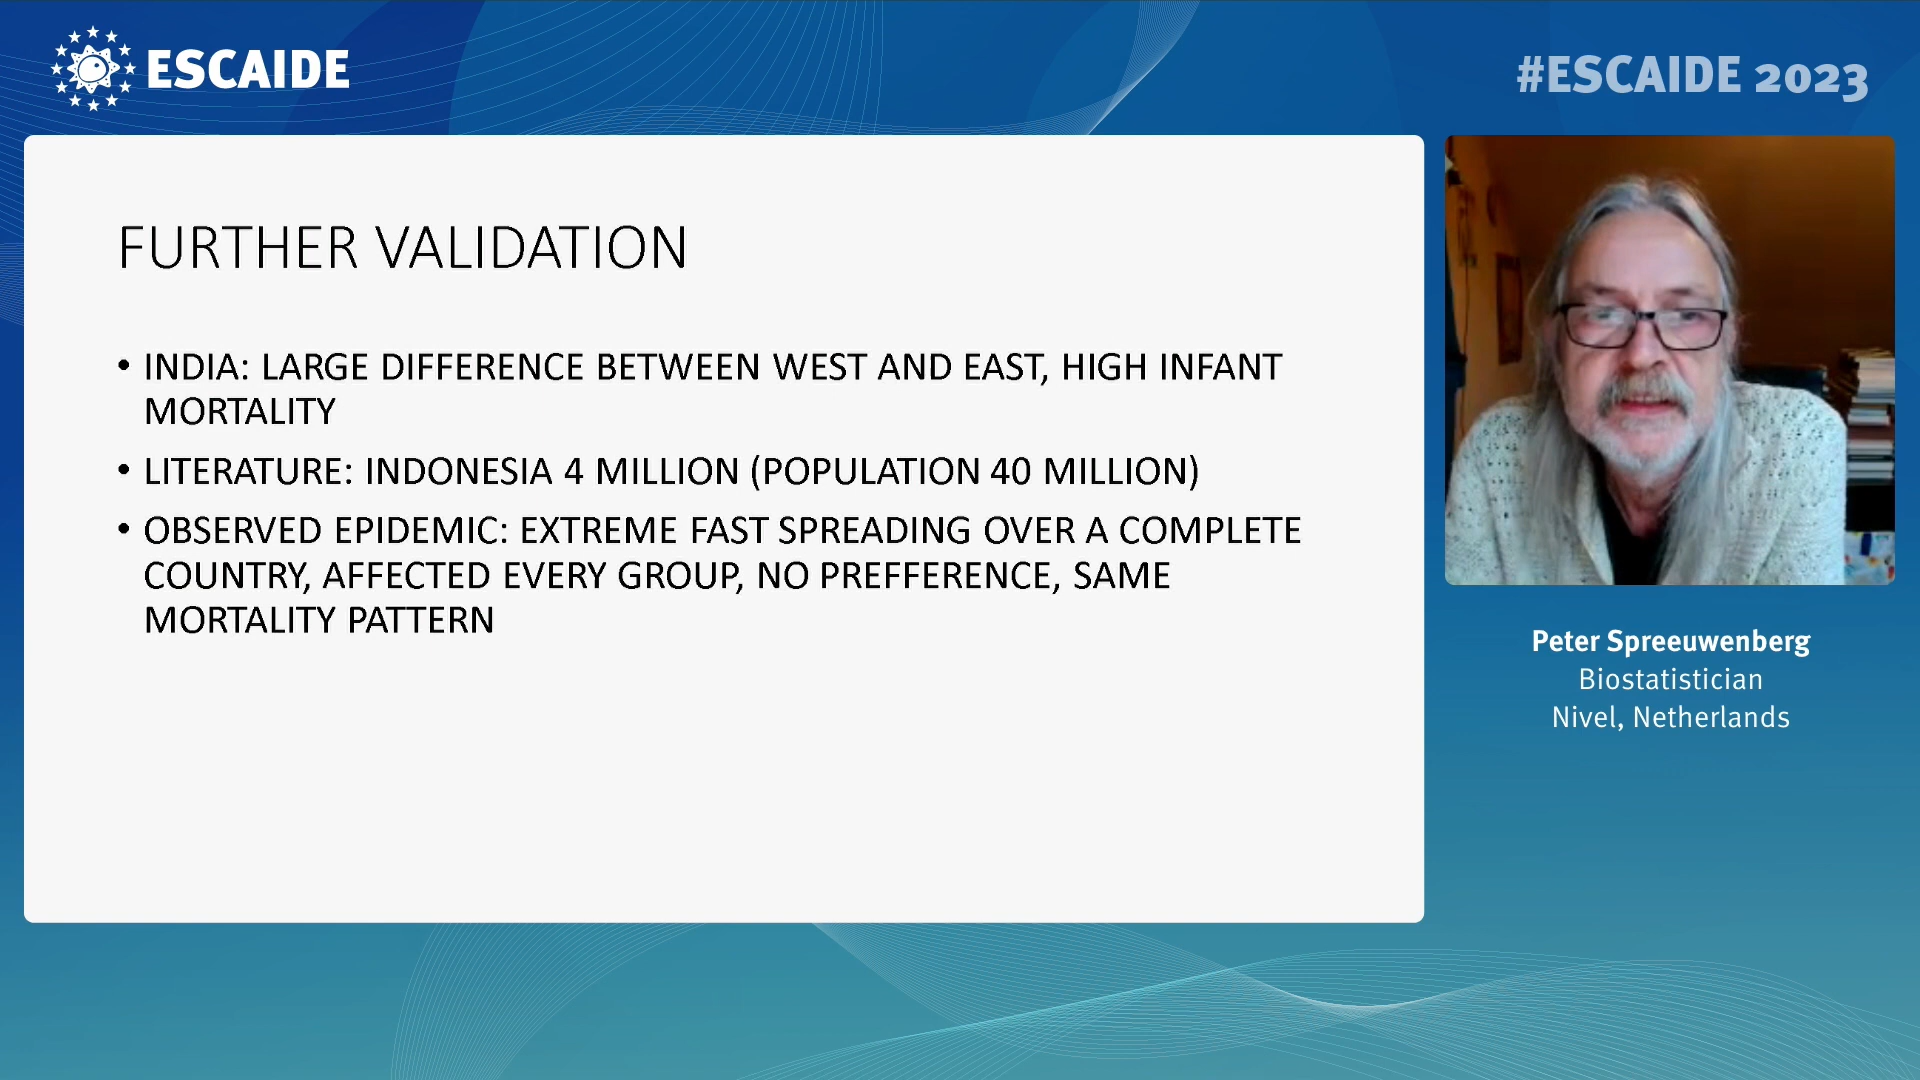 ESCAIDE
#ESCAIDE 2023
FURTHER VALIDATION
• INDIA: LARGE DIFFERENCE BETWEEN WEST AND EAST, HIGH INFANT
MORTALITY
• LITERATURE: INDONESIA 4 MILLION (POPULATION 40 MILLION)
• OBSERVED EPIDEMIC: EXTREME FAST SPREADING OVER A COMPLETE
COUNTRY, AFFECTED EVERY GROUP, NO PREFFERENCE, SAME
MORTALITY PATTERN
Peter Spreeuwenberg
Biostatistician
Nivel, Netherlands